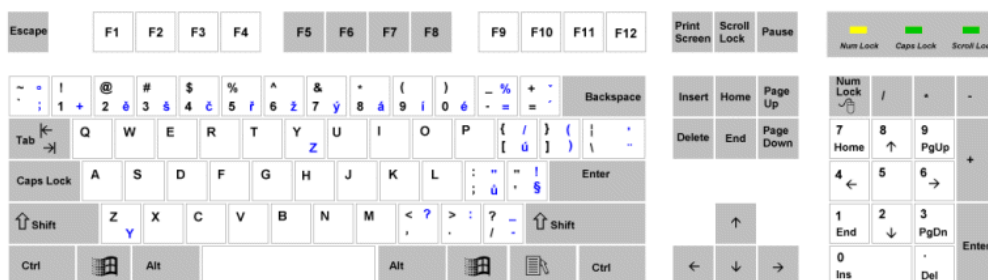 Escape F1 F2 F3 F4 F5 F6 F7 F8 F9 F10 F11 F12 Print Screen Scroll Lock Pause
Num Lock Caps Lock Scroll Loc
~ ° ! @ # $ % ^ & * ( ) _ % + ˇ
` ; 1 + 2 ě 3 š 4 č 5 ř 6 ž 7 ý 8 á 9 í 0 é - = = ´ Backspace Insert Home Page Up Num Lock / * -
Tab Q W E R T Y Z U I O P { / [ ú } ( ] ) ¦ ' \ ¨ Delete End Page Down 7 Home 8 ↑ 9 PgUp +
Caps Lock A S D F G H J K L : " ; ů " ! ' § Enter 4 ← 5 6 →
⇧ Shift Z Y X C V B N M < ? , > : . ? _ / - ⇧ Shift ↑ 1 End 2 ↓ 3 PgDn Enter
Ctrl Alt Alt Ctrl ← ↓ → 0 Ins . Del